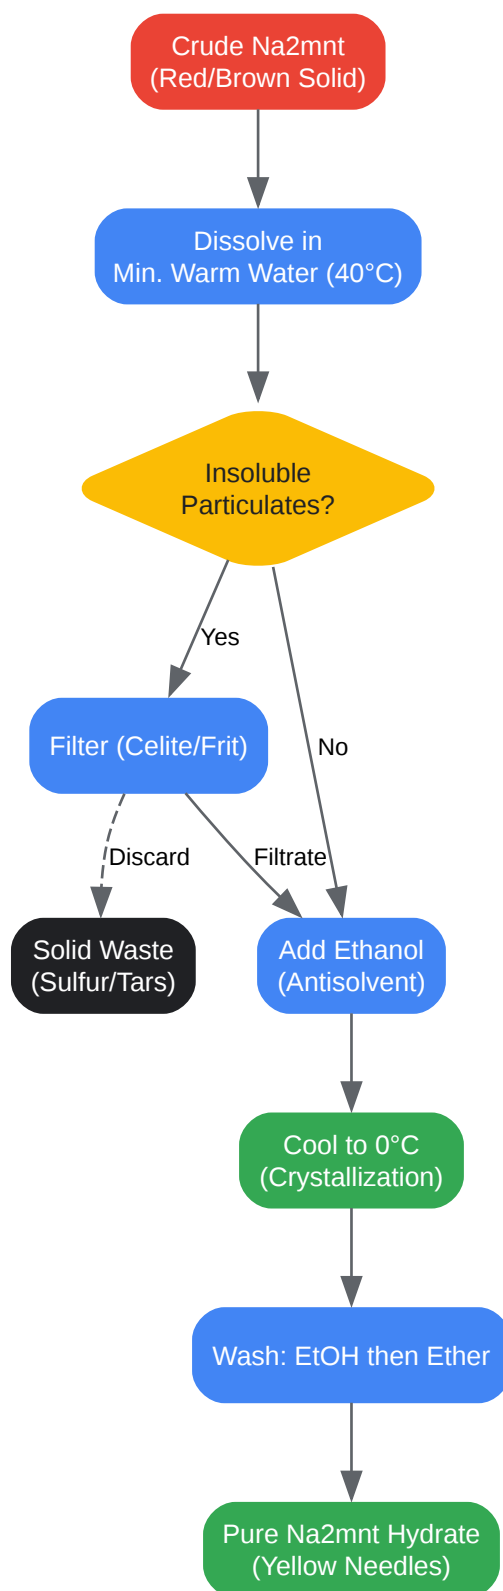 Crude Na2mnt
(Red/Brown Solid)
Dissolve in
Min. Warm Water (40°C)
Insoluble
Particulates?
Yes
No
Filter (Celite/Frit)
Discard
Filtrate
Solid Waste
(Sulfur/Tars)
Add Ethanol
(Antisolvent)
Cool to 0°C
(Crystallization)
Wash: EtOH then Ether
Pure Na2mnt Hydrate
(Yellow Needles)